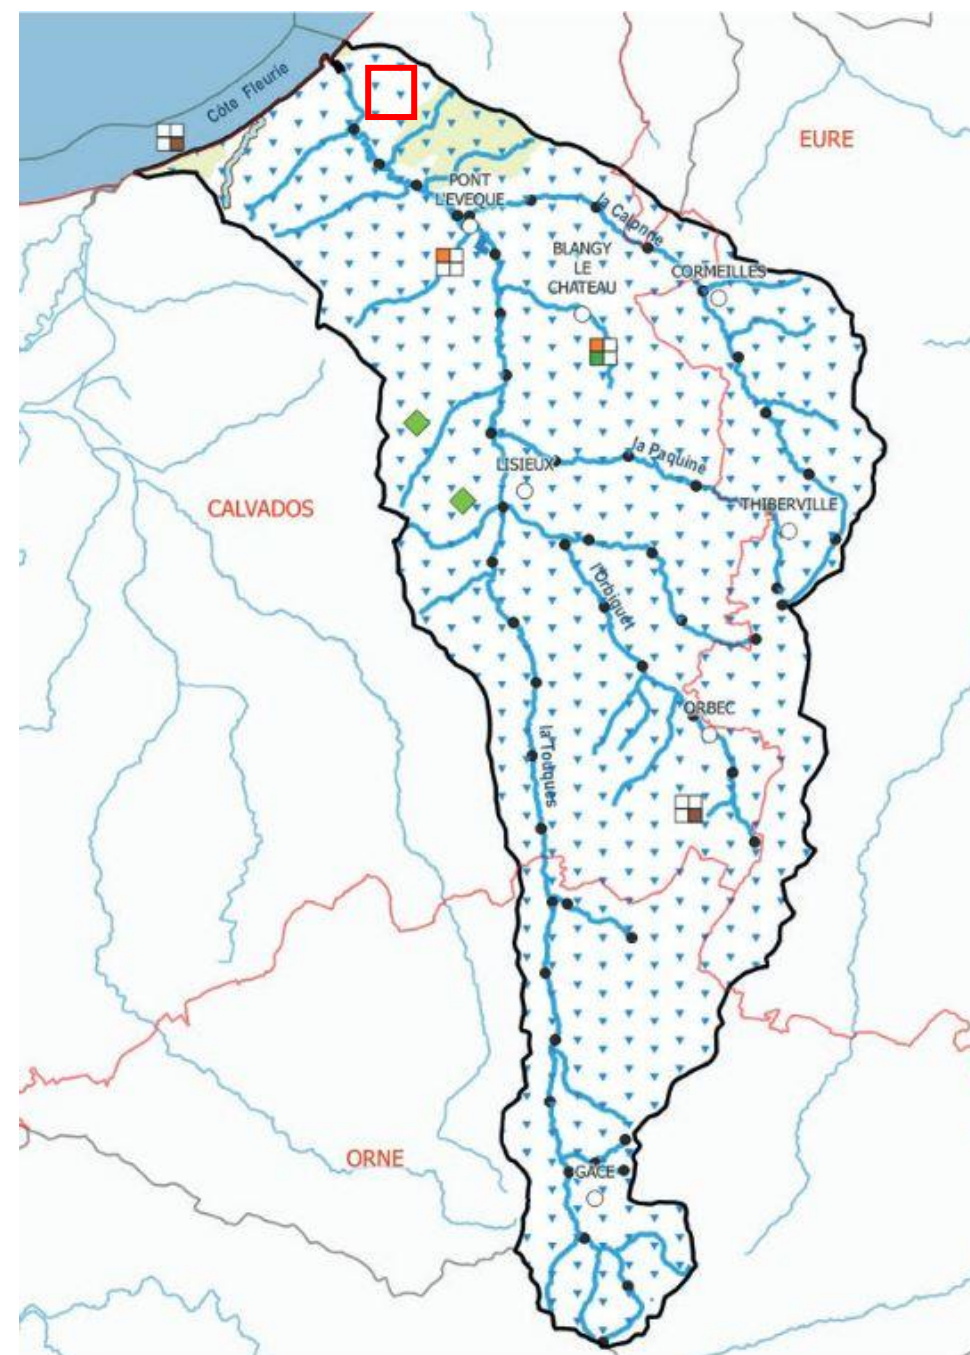 Côte Fleurie
EURE
PONT
L'EVEQUE
la Calonne
BLANGY
LE
CHATEAU
CORMEILLES
la Paquine
LISIEUX
CALVADOS
THIBERVILLE
l'Orbiquet
ORBEC
la Touques
ORNE
GACE